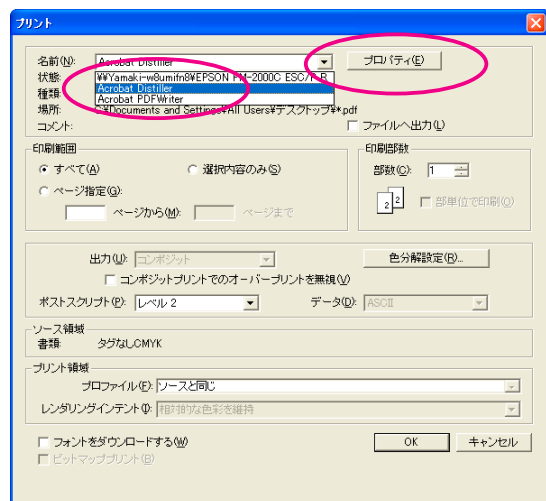 プリント
名前(N): Acrobat Distiller プロパティ(E)
状態: ¥¥Yamaki-w8umifn8¥EPSON PM-2000C ESC/P R
種類: Acrobat Distiller
Acrobat PDFWriter
場所: C:¥Documents and Settings¥All Users¥デスクトップ¥*.pdf
コメント: ファイルへ出力(L)
印刷範囲 印刷部数
すべて(A) 選択内容のみ(S) 部数(C): 1
ページ指定(G):
ページから(M): ページまで 2 2 部単位で印刷(O)
出力(U): コンポジット 色分解設定(R)...
コンポジットプリントでのオーバープリントを無視(V)
ポストスクリプト(P): レベル 2 データ(D): ASCII
ソース領域
書類: タグなしCMYK
プリント領域
プロファイル(F): ソースと同じ
レンダリングインテント(I): 相対的な色彩を維持
フォントをダウンロードする(W) OK キャンセル
ビットマッププリント(B)